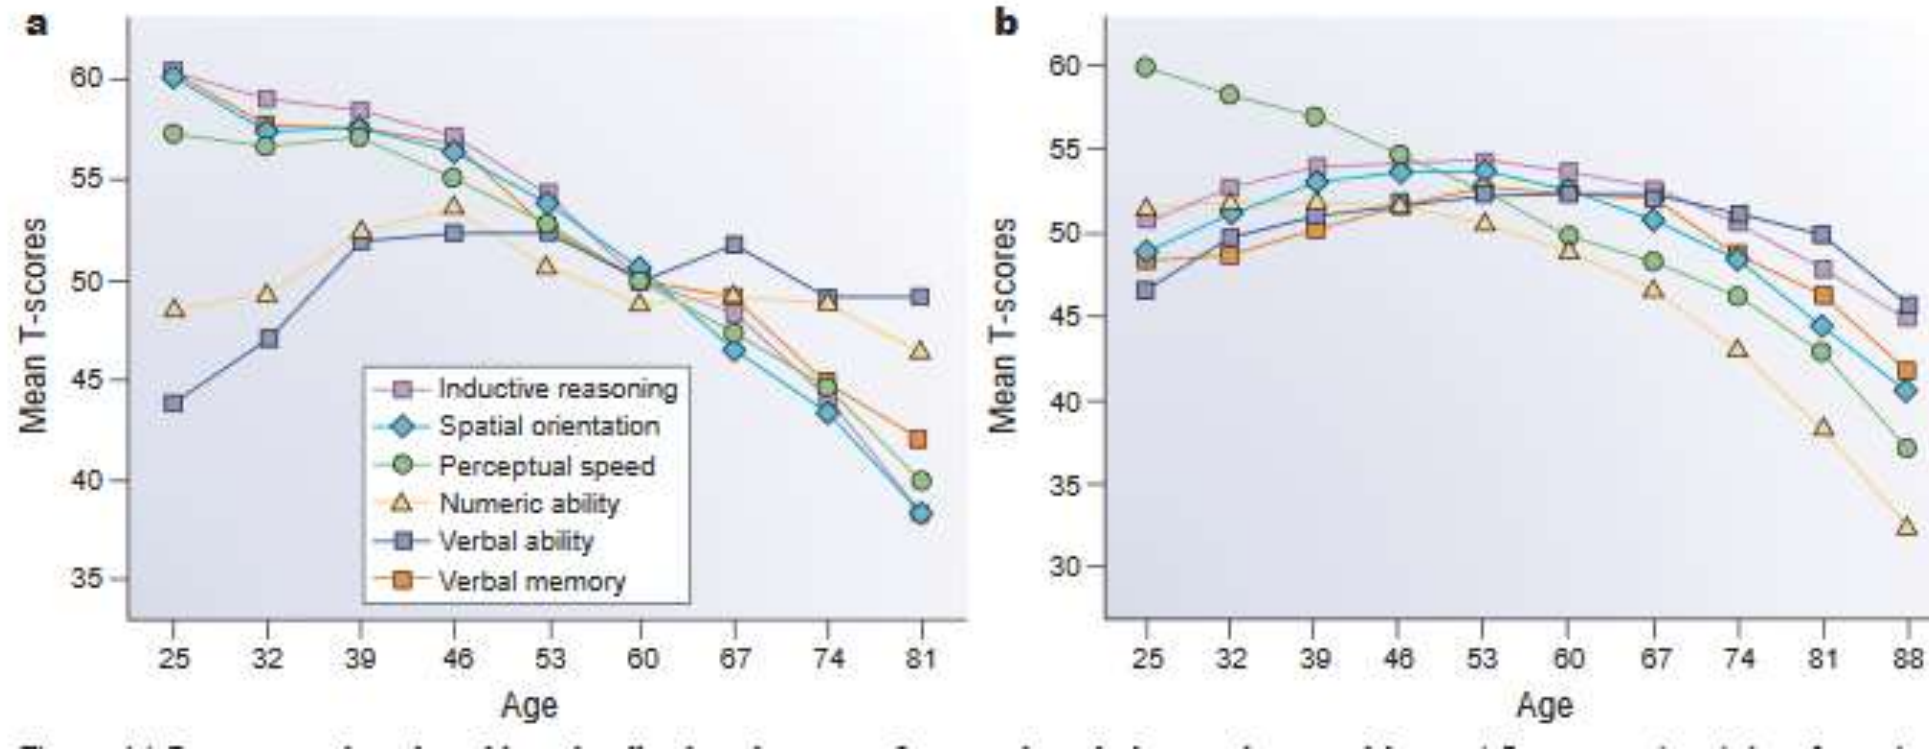 a
Mean T-scores
60
55
50
45
40
35
Inductive reasoning
Spatial orientation
Perceptual speed
Numeric ability
Verbal ability
Verbal memory
25 32 39 46 53 60 67 74 81
Age
b
Mean T-scores
60
55
50
45
40
35
30
25 32 39 46 53 60 67 74 81 88
Age